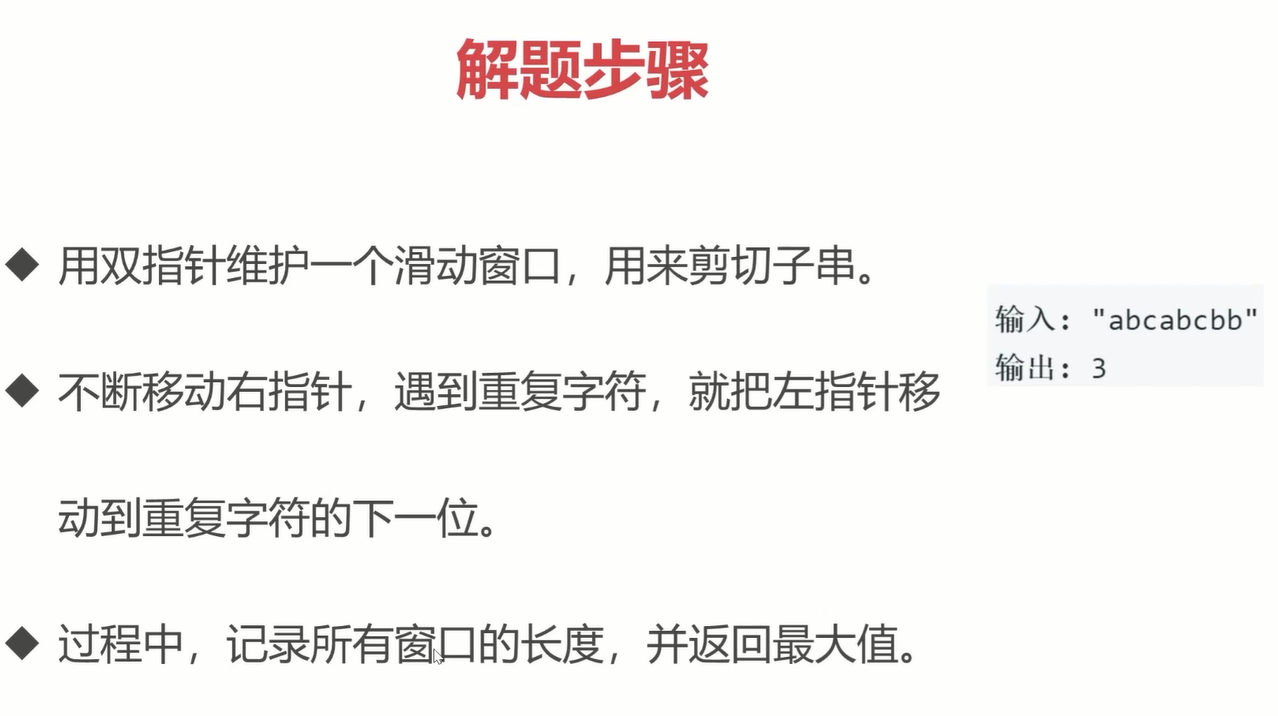 解题步骤
◆ 用双指针维护一个滑动窗口，用来剪切子串。
输入: "abcabcbb"
输出: 3
◆ 不断移动右指针，遇到重复字符，就把左指针移
动到重复字符的下一位。
◆ 过程中，记录所有窗口的长度，并返回最大值。